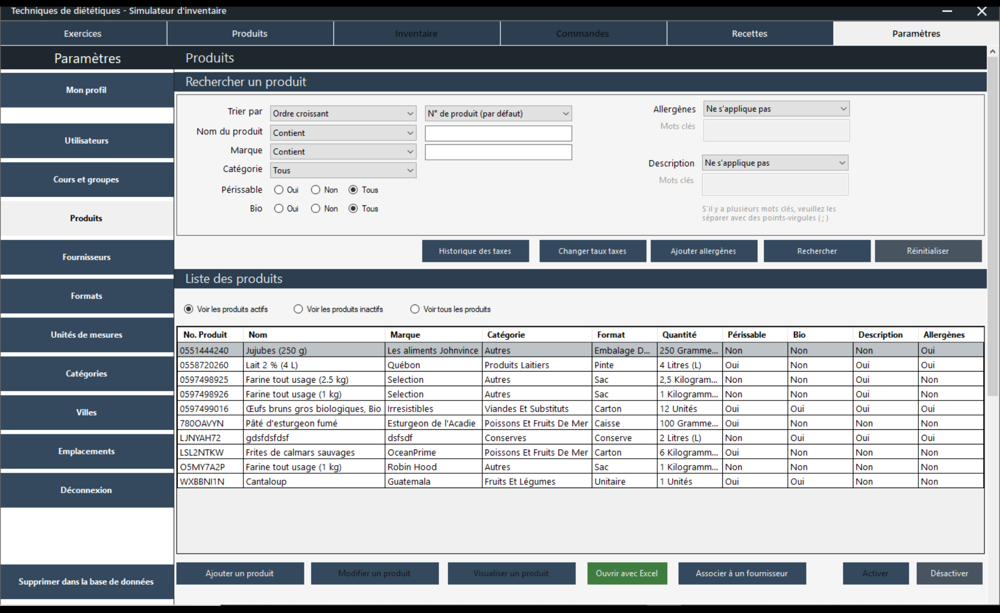 Techniques de diététiques - Simulateur d'inventaire
Exercices Produits Inventaire Commandes Recettes Paramètres
Paramètres
Mon profil
Utilisateurs
Cours et groupes
Produits
Fournisseurs
Formats
Unités de mesures
Catégories
Villes
Emplacements
Déconnexion
Supprimer dans la base de données
Produits
Rechercher un produit
Trier par Ordre croissant N° de produit (par défaut)
Nom du produit Contient
Marque Contient
Catégorie Tous
Périssable Oui Non Tous
Bio Oui Non Tous
Allergènes Ne s'applique pas
Mots clés
Description Ne s'applique pas
Mots clés
S'il y a plusieurs mots clés, veuillez les
séparer avec des points-virgules ( ; )
Historique des taxes Changer taux taxes Ajouter allergènes Rechercher Réinitialiser
Liste des produits
Voir les produits actifs Voir les produits inactifs Voir tous les produits
No. Produit Nom Marque Catégorie Format Quantité Périssable Bio Description Allergènes
0551444240 Jujubes (250 g) Les aliments Johnvince Autres Embalage D... 250 Gramme... Non Non Non Oui
0558720260 Lait 2 % (4 L) Québon Produits Laitiers Pinte 4 Litres (L) Oui Non Oui Oui
0597498925 Farine tout usage (2.5 kg) Selection Autres Sac 2,5 Kilogram... Non Non Oui Non
0597498926 Farine tout usage (1 kg) Selection Autres Sac 1 Kilogramm... Non Non Oui Non
0597499016 Œufs bruns gros biologiques, Bio Irresistibles Viandes Et Substituts Carton 12 Unités Oui Oui Oui Oui
780OAVYN Pâté d'esturgeon fumé Esturgeon de l'Acadie Poissons Et Fruits De Mer Caisse 100 Gramme... Oui Non Non Non
LJNYAH72 gdsfdsfdsf dsfsdf Conserves Conserve 2 Litres (L) Non Oui Oui Oui
LSL2NTKW Frites de calmars sauvages OceanPrime Poissons Et Fruits De Mer Carton 6 Kilogramm... Oui Non Non Non
O5MY7A2P Farine tout usage (1 kg) Robin Hood Autres Sac 1 Kilogramm... Non Non Non Non
WXBBNI1N Cantaloup Guatemala Fruits Et Légumes Unitaire 1 Unités Oui Oui Non Non
Ajouter un produit Modifier un produit Visualiser un produit Ouvrir avec Excel Associer à un fournisseur Activer Désactiver